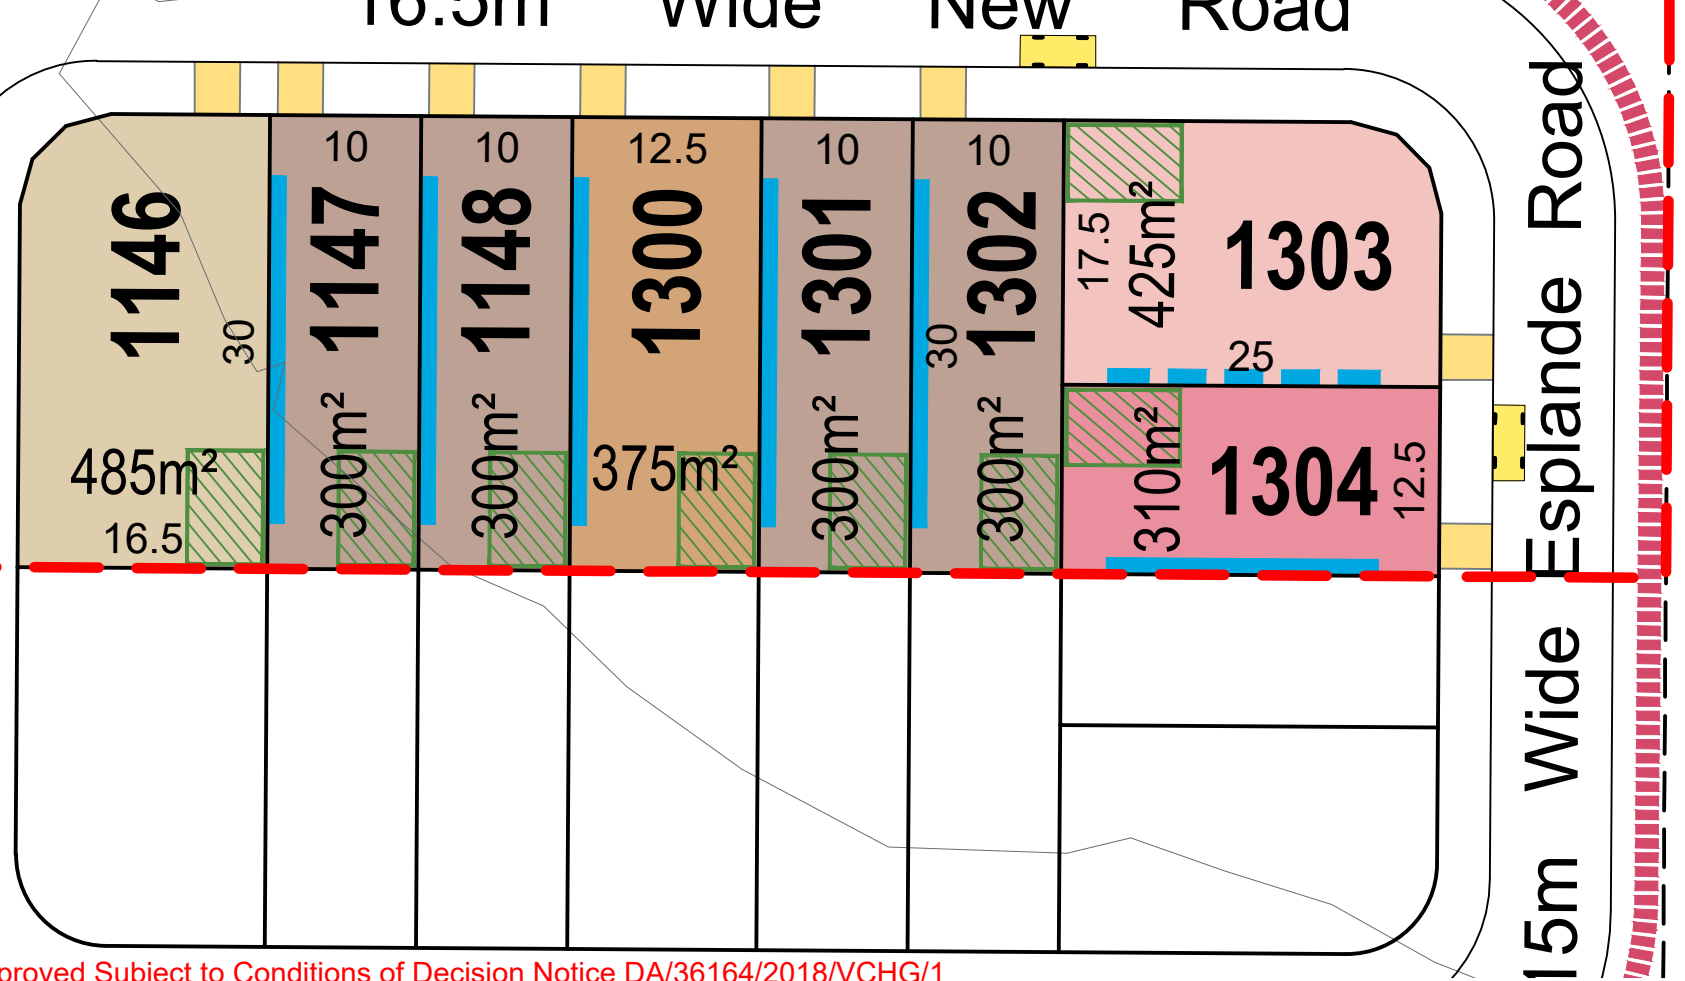 16.5m Wide New Road
10
10
12.5
10
10
1146
1147
1148
1300
1301
1302
1303
17.5
425m²
30
30
25
485m²
300m²
300m²
375m²
300m²
300m²
310m²
1304
12.5
16.5
15m Wide Esplande Road
proved Subject to Conditions of Decision Notice DA/36164/2018/VCHG/1